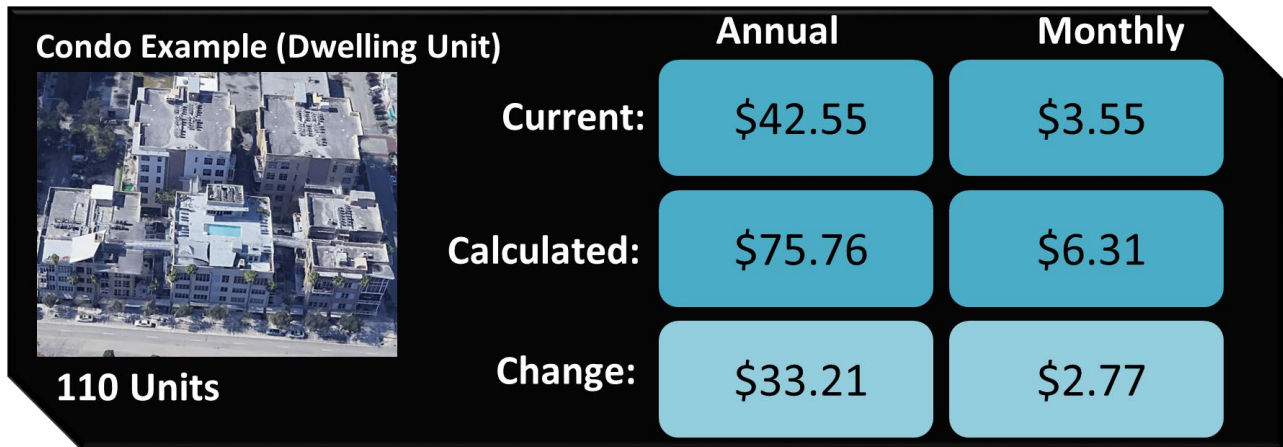 Annual Monthly
Condo Example (Dwelling Unit)
Current: $42.55 $3.55
Calculated: $75.76 $6.31
Change: $33.21 $2.77
110 Units